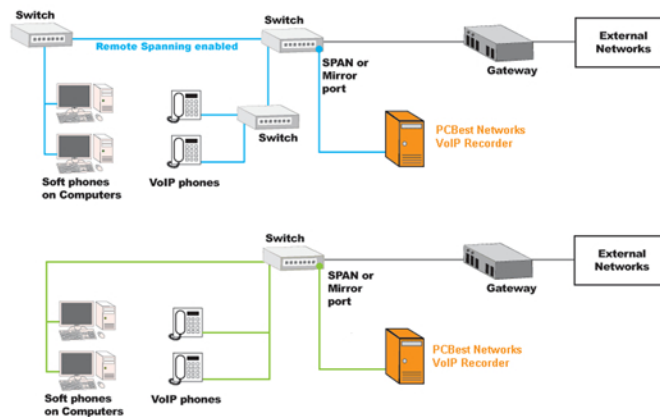 Switch
Switch
External
Networks
Remote Spanning enabled
SPAN or
Mirror
port
Gateway
Switch
PCBest Networks
VoIP Recorder
Soft phones
on Computers
VoIP phones
Switch
External
Networks
SPAN or
Mirror
port
Gateway
PCBest Networks
VoIP Recorder
Soft phones
on Computers
VoIP phones